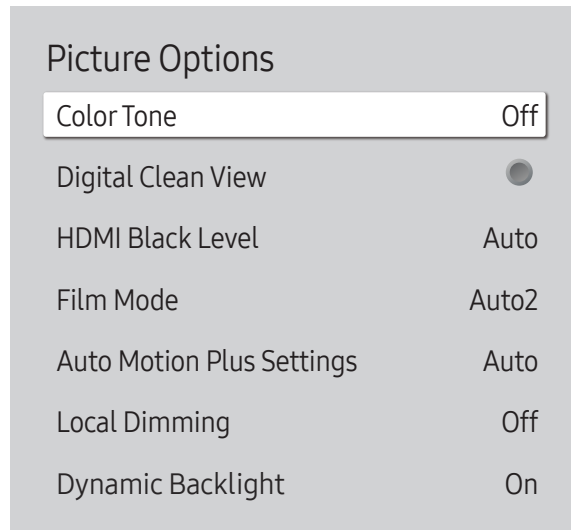 Picture Options
Color Tone Off
Digital Clean View
HDMI Black Level Auto
Film Mode Auto2
Auto Motion Plus Settings Auto
Local Dimming Off
Dynamic Backlight On